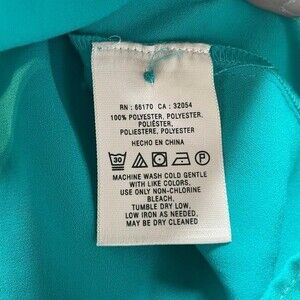 RN : 66170 CA : 32054
100% POLYESTER, POLYESTER,
POLIÉSTER,
POLIESTERE, POLYESTER
HECHO EN CHINA
30 P
MACHINE WASH COLD GENTLE
WITH LIKE COLORS,
USE ONLY NON-CHLORINE
BLEACH,
TUMBLE DRY LOW,
LOW IRON AS NEEDED,
MAY BE DRY CLEANED